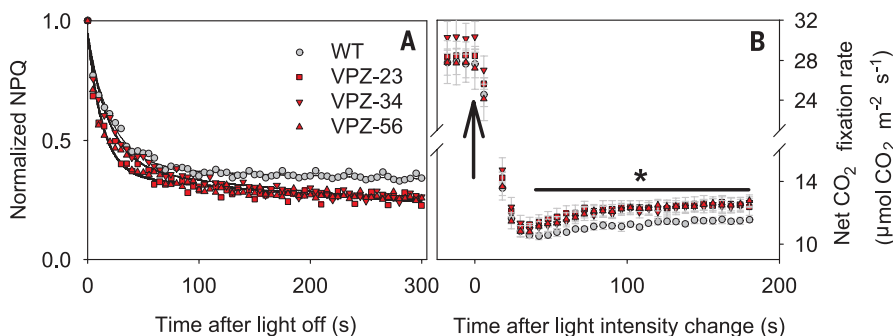 A
B
WT
VPZ-23
VPZ-34
VPZ-56
Normalized NPQ
1.0
0.5
0.0
0
100
200
300
Time after light off (s)
*
32
28
24
14
12
10
Net CO2 fixation rate
(μmol CO2 m-2 s-1)
0
100
200
Time after light intensity change (s)